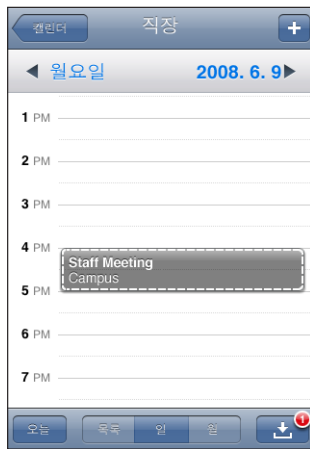 캘린더 직장 +
월요일 2008. 6. 9
1 PM
2 PM
3 PM
4 PM
Staff Meeting
Campus
5 PM
6 PM
7 PM
오늘 목록 일 월 1